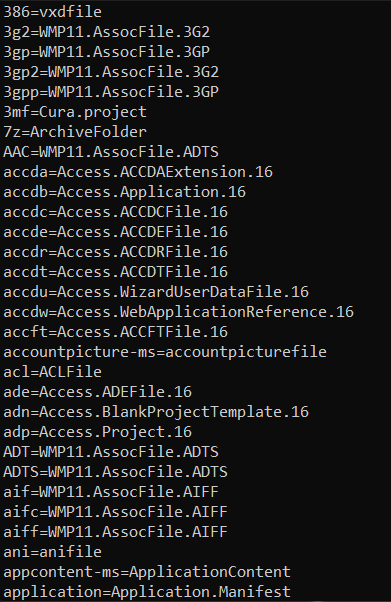 386=vxdfile
3g2=WMP11.AssocFile.3G2
3gp=WMP11.AssocFile.3GP
3gp2=WMP11.AssocFile.3G2
3gpp=WMP11.AssocFile.3GP
3mf=Cura.project
7z=ArchiveFolder
AAC=WMP11.AssocFile.ADTS
accda=Access.ACCDAExtension.16
accdb=Access.Application.16
accdc=Access.ACCDCFile.16
accde=Access.ACCDEFile.16
accdr=Access.ACCDRFile.16
accdt=Access.ACCDTFile.16
accdu=Access.WizardUserDataFile.16
accdw=Access.WebApplicationReference.16
accft=Access.ACCFTFile.16
accountpicture-ms=accountpicturefile
acl=ACLFile
ade=Access.ADEFile.16
adn=Access.BlankProjectTemplate.16
adp=Access.Project.16
ADT=WMP11.AssocFile.ADTS
ADTS=WMP11.AssocFile.ADTS
aif=WMP11.AssocFile.AIFF
aifc=WMP11.AssocFile.AIFF
aiff=WMP11.AssocFile.AIFF
ani=anifile
appcontent-ms=ApplicationContent
application=Application.Manifest